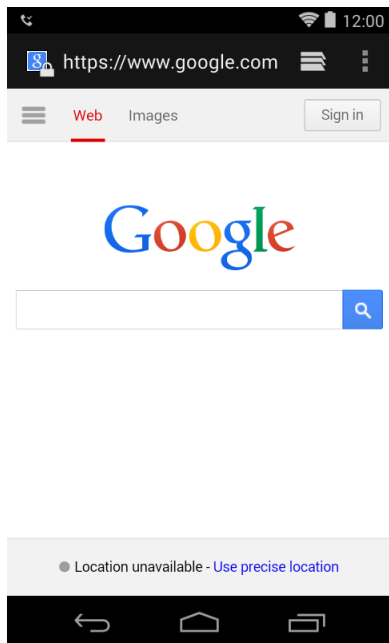 12:00
https://www.google.com
Web Images Sign in
Google
Location unavailable - Use precise location